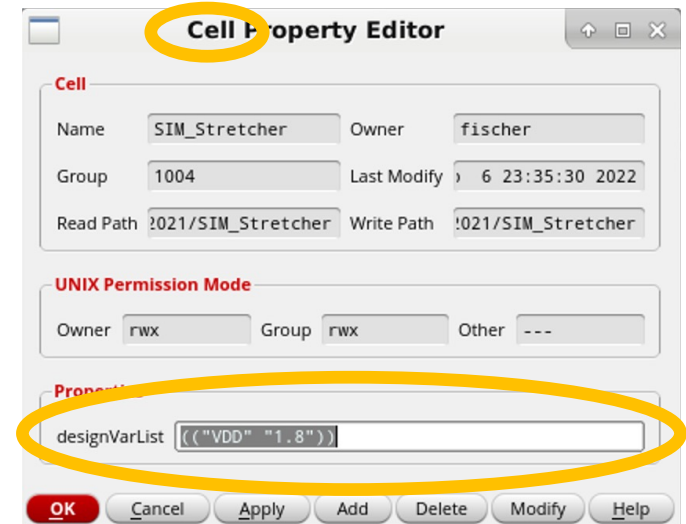 Cell Property Editor
Cell
Name SIM_Stretcher Owner fischer
Group 1004 Last Modify 6 23:35:30 2022
Read Path 2021/SIM_Stretcher Write Path 2021/SIM_Stretcher
UNIX Permission Mode
Owner rwx Group rwx Other ---
Properties
designVarList (("VDD" "1.8"))
OK Cancel Apply Add Delete Modify Help